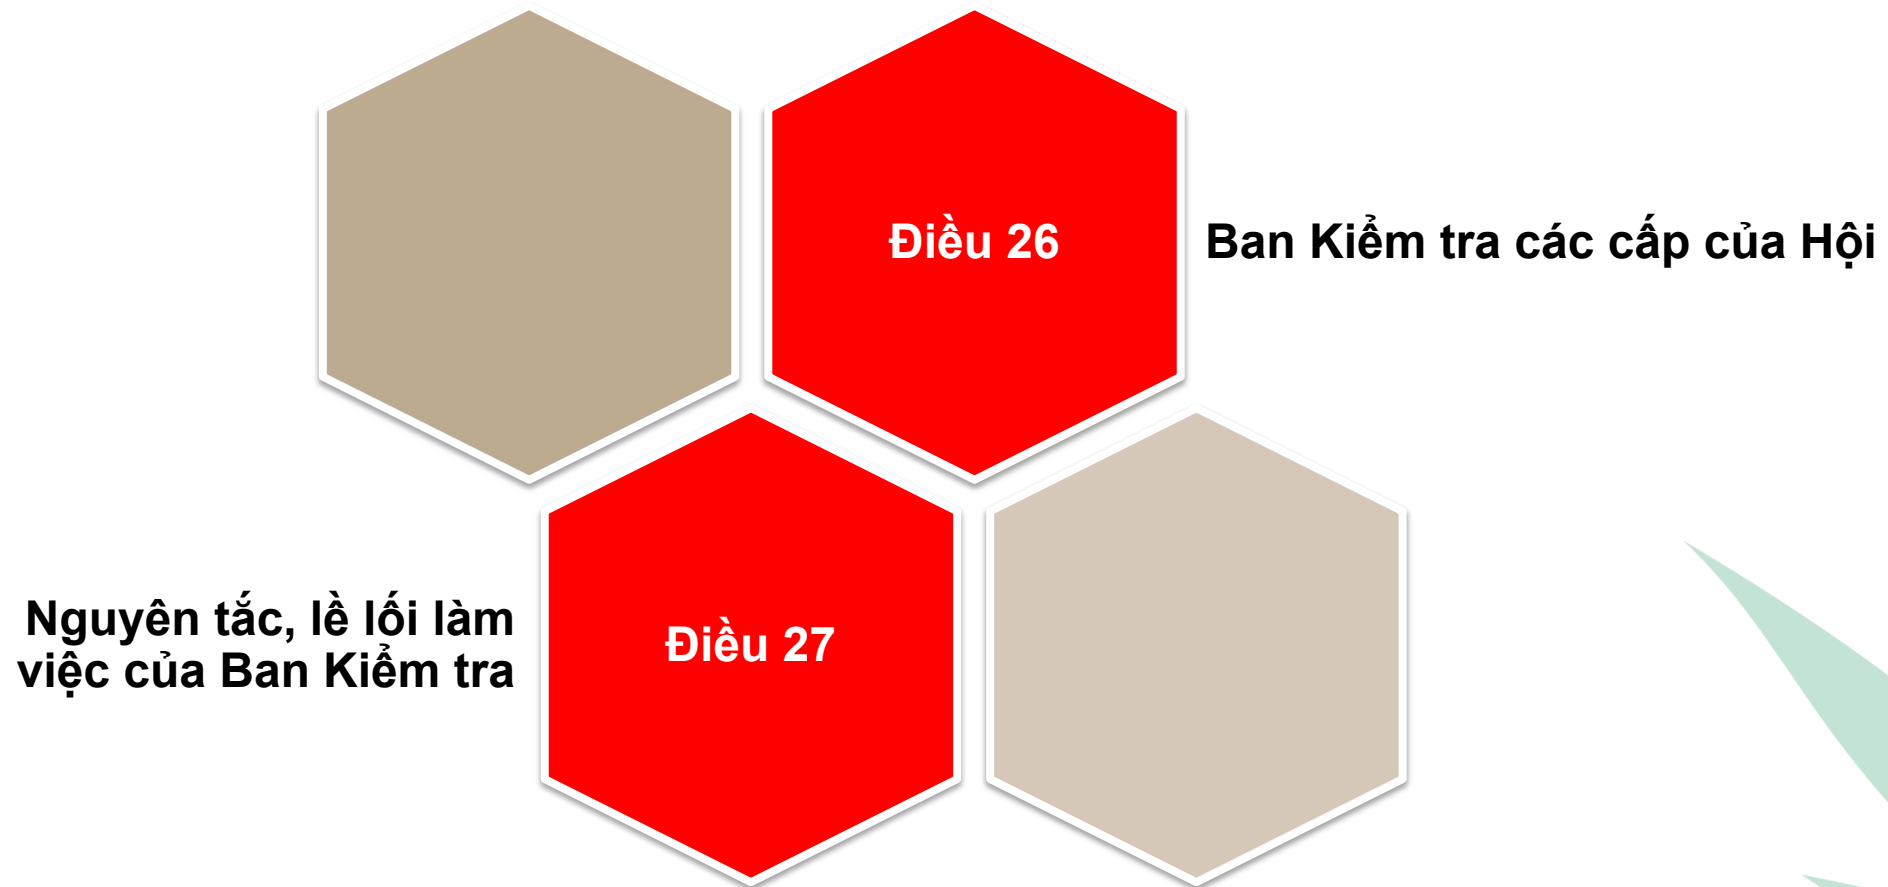 Điều 26
Ban Kiểm tra các cấp của Hội
Nguyên tắc, lề lối làm
việc của Ban Kiểm tra
Điều 27